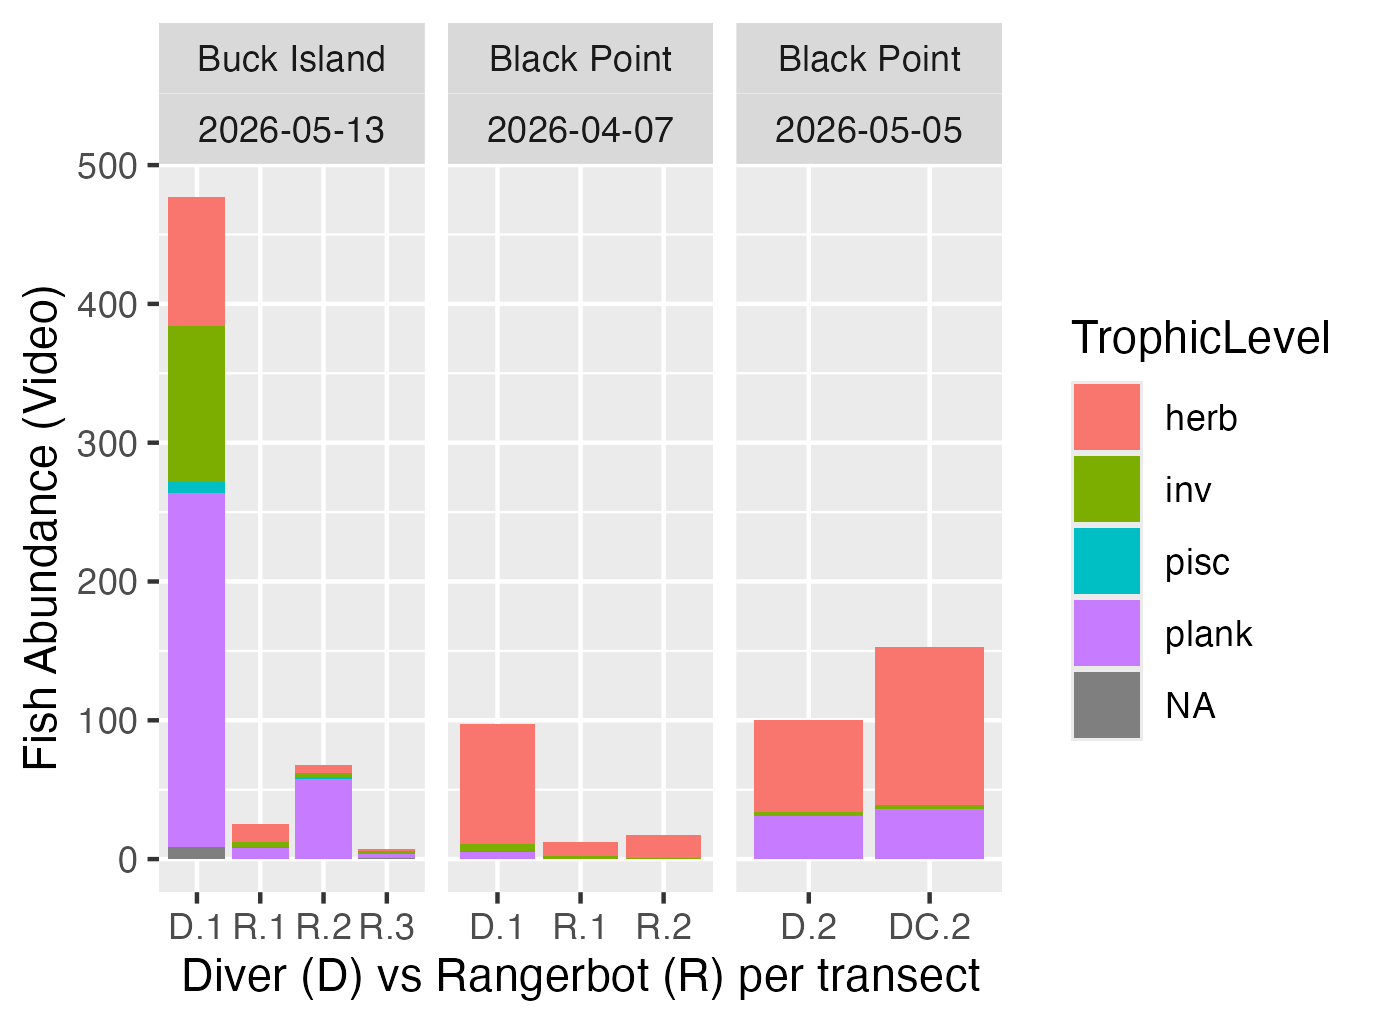 Buck Island
Black Point
Black Point
2026-05-13
2026-04-07
2026-05-05
500
400
300
200
100
0
Fish Abundance (Video)
D.1 R.1 R.2 R.3
D.1 R.1 R.2
D.2 DC.2
Diver (D) vs Rangerbot (R) per transect
TrophicLevel
herb
inv
pisc
plank
NA